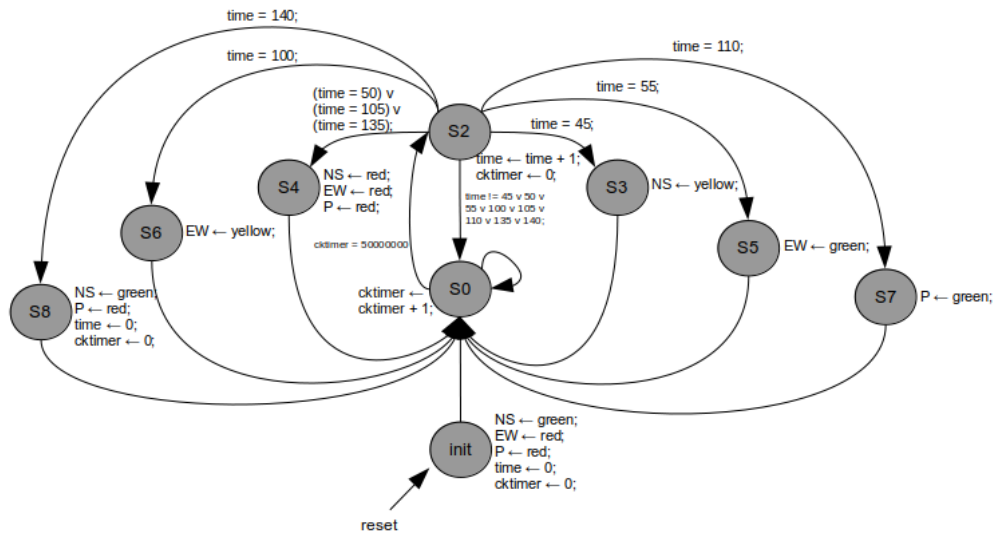 time = 140;
time = 100;
time = 110;
time = 55;
(time = 50) v
(time = 105) v
(time = 135);
S2
time = 45;
time ← time + 1;
cktimer ← 0;
S4
NS ← red;
EW ← red;
P ← red;
time != 45 v 50 v
55 v 100 v 105 v
110 v 135 v 140;
S3
NS ← yellow;
S6
EW ← yellow;
cktimer = 50000000
S5
EW ← green;
S0
cktimer ←
cktimer + 1;
S8
NS ← green;
P ← red;
time ← 0;
cktimer ← 0;
S7
P ← green;
init
NS ← green;
EW ← red;
P ← red;
time ← 0;
cktimer ← 0;
reset